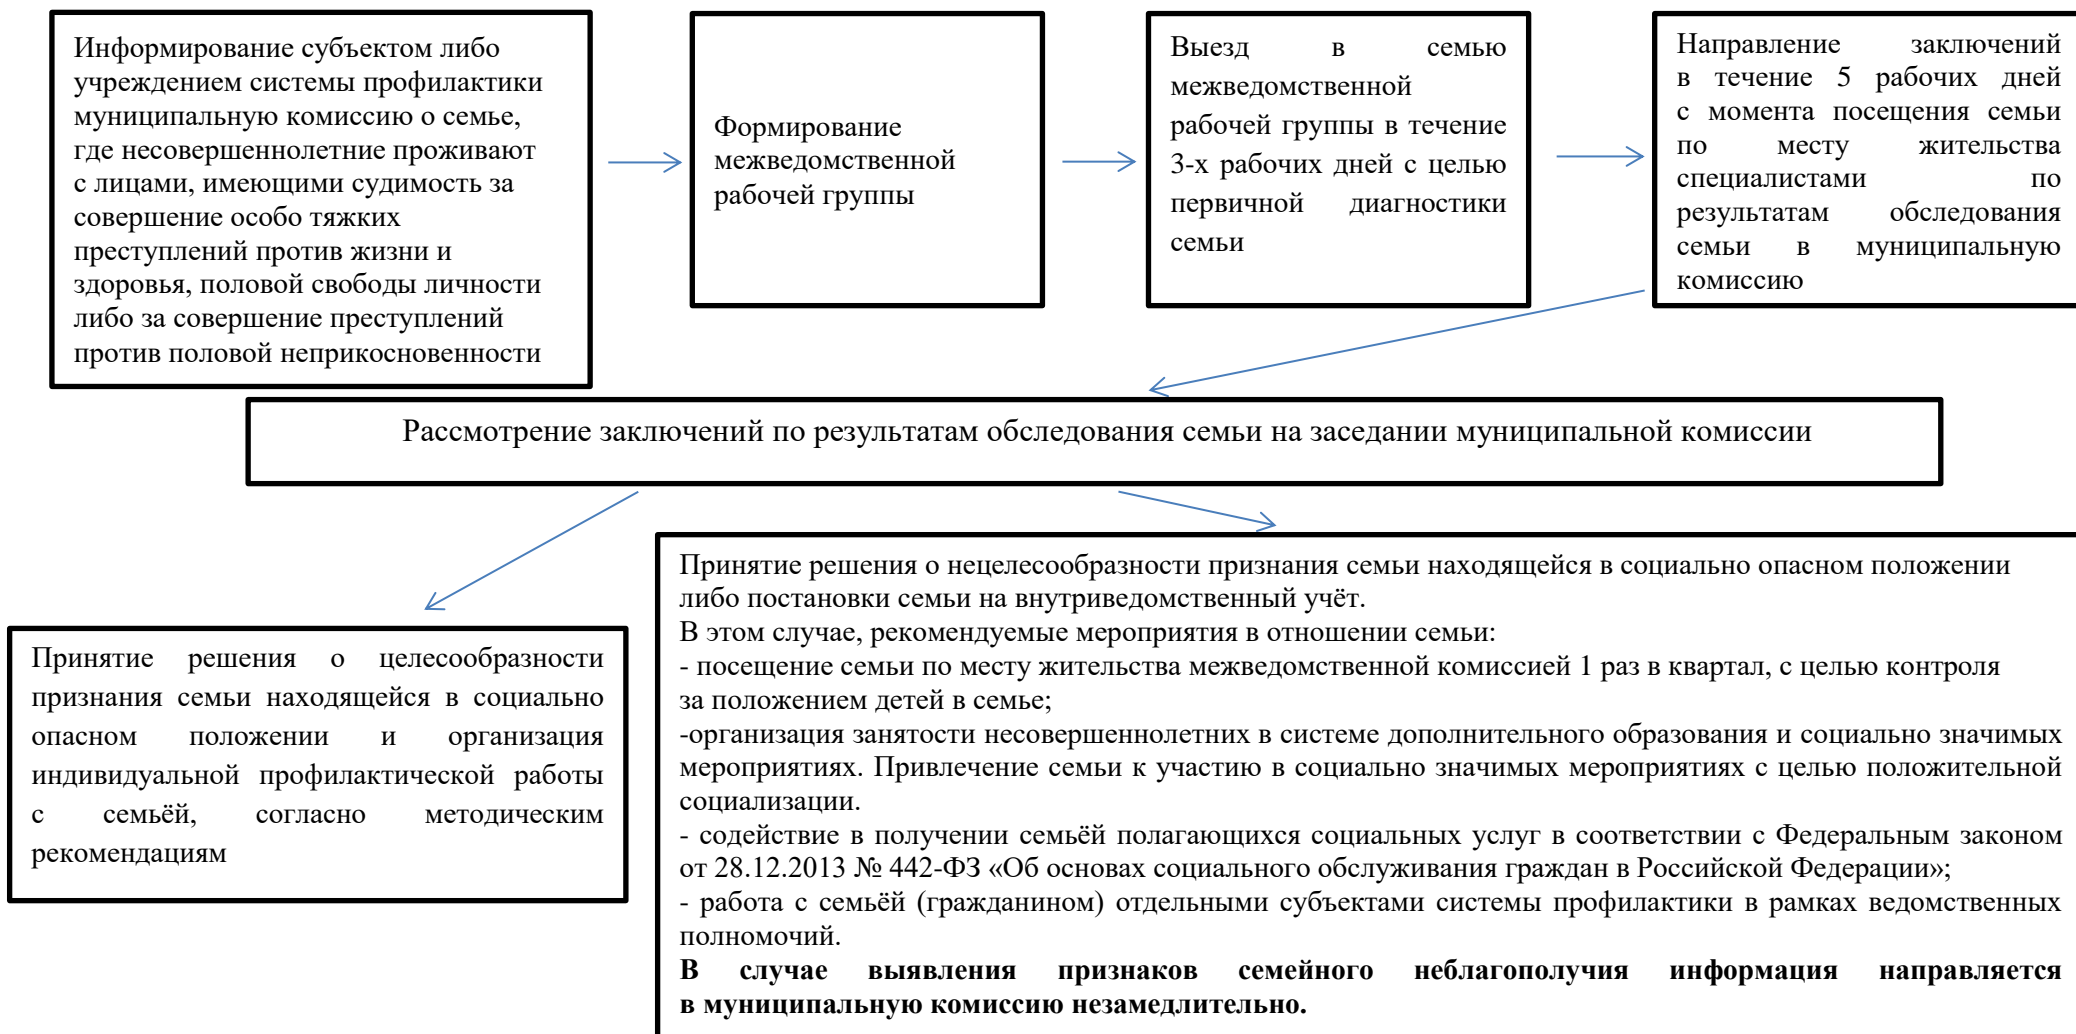 Информирование субъектом либо
учреждением системы профилактики
муниципальную комиссию о семье,
где несовершеннолетние проживают
с лицами, имеющими судимость за
совершение особо тяжких
преступлений против жизни и
здоровья, половой свободы личности
либо за совершение преступлений
против половой неприкосновенности
Формирование
межведомственной
рабочей группы
Выезд в семью
межведомственной
рабочей группы в течение
3-х рабочих дней с целью
первичной диагностики
семьи
Направление заключений
в течение 5 рабочих дней
с момента посещения семьи
по месту жительства
специалистами по
результатам обследования
семьи в муниципальную
комиссию
Рассмотрение заключений по результатам обследования семьи на заседании муниципальной комиссии
Принятие решения о целесообразности
признания семьи находящейся в социально
опасном положении и организация
индивидуальной профилактической работы
с семьёй, согласно методическим
рекомендациям
Принятие решения о нецелесообразности признания семьи находящейся в социально опасном положении
либо постановки семьи на внутриведомственный учёт.
В этом случае, рекомендуемые мероприятия в отношении семьи:
- посещение семьи по месту жительства межведомственной комиссией 1 раз в квартал, с целью контроля
за положением детей в семье;
-организация занятости несовершеннолетних в системе дополнительного образования и социально значимых
мероприятиях. Привлечение семьи к участию в социально значимых мероприятиях с целью положительной
социализации.
- содействие в получении семьёй полагающихся социальных услуг в соответствии с Федеральным законом
от 28.12.2013 № 442-ФЗ «Об основах социального обслуживания граждан в Российской Федерации»;
- работа с семьёй (гражданином) отдельными субъектами системы профилактики в рамках ведомственных
полномочий.
В случае выявления признаков семейного неблагополучия информация направляется
в муниципальную комиссию незамедлительно.